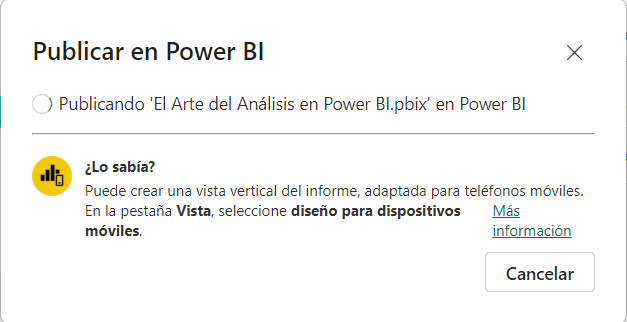 Publicar en Power BI
Publicando 'El Arte del Análisis en Power BI.pbix' en Power BI
¿Lo sabía?
Puede crear una vista vertical del informe, adaptada para teléfonos móviles.
En la pestaña Vista, seleccione diseño para dispositivos móviles.
Más información
Cancelar